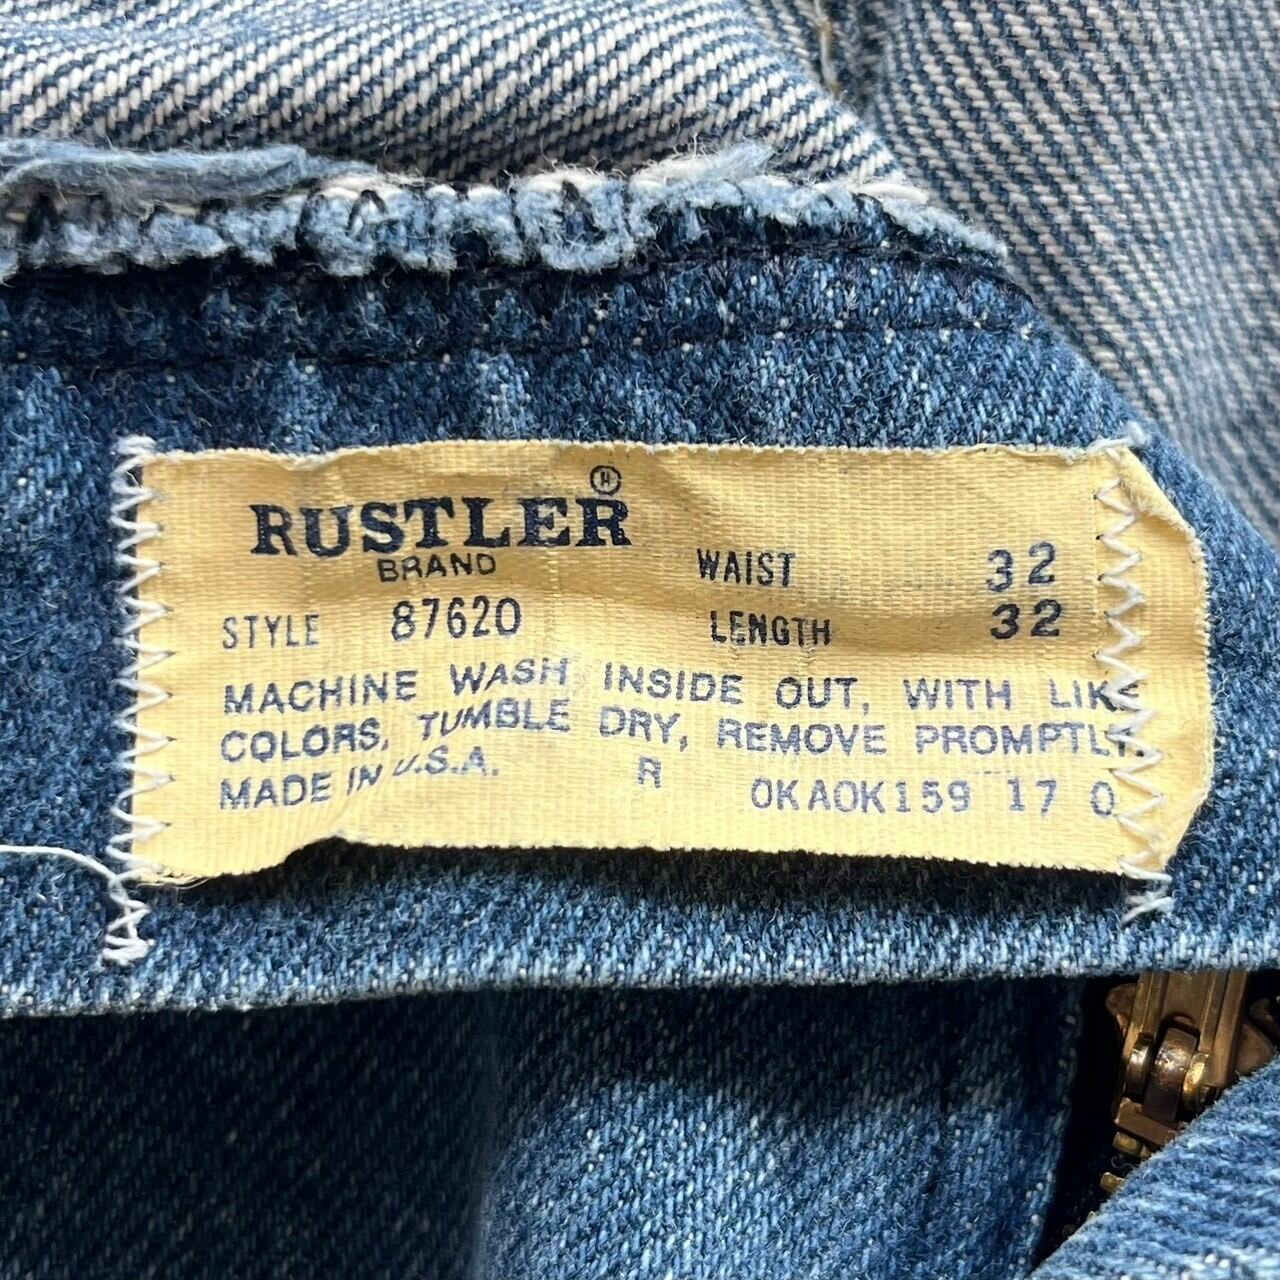 RUSTLER ®
BRAND
WAIST 32
STYLE 87620
LENGTH 32
MACHINE WASH INSIDE OUT, WITH LIKE
COLORS, TUMBLE DRY, REMOVE PROMPTLY.
MADE IN U.S.A. R OKAOK159 17 0